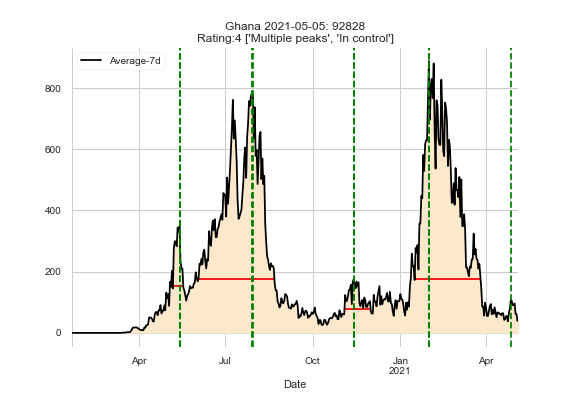 Ghana 2021-05-05: 92828
Rating:4 ['Multiple peaks', 'In control']
Average-7d
800
600
400
200
0
Apr
Jul
Oct
Jan
2021
Apr
Date